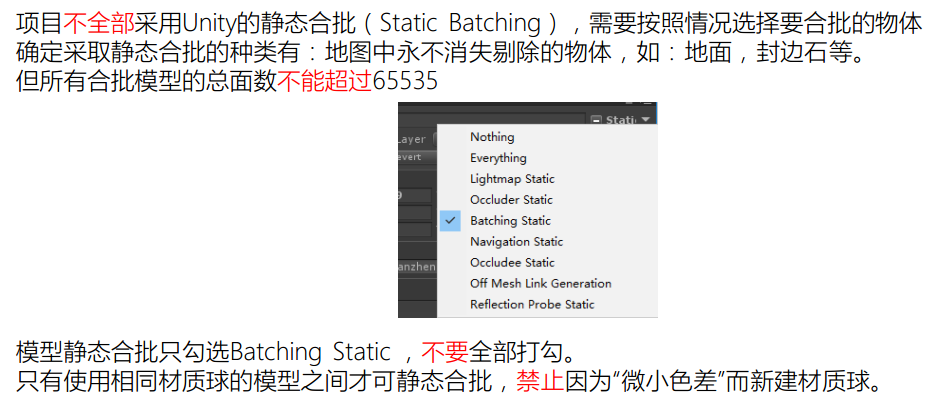 项目不全部采用Unity的静态合批（Static Batching），需要按照情况选择要合批的物体
确定采取静态合批的种类有：地图中永不消失剔除的物体，如：地面，封边石等。
但所有合批模型的总面数不能超过65535
Static
Layer
Nothing
Everything
Lightmap Static
Occluder Static
Batching Static
Navigation Static
Occludee Static
Off Mesh Link Generation
Reflection Probe Static
模型静态合批只勾选Batching Static ，不要全部打勾。
只有使用相同材质球的模型之间才可静态合批，禁止因为“微小色差”而新建材质球。